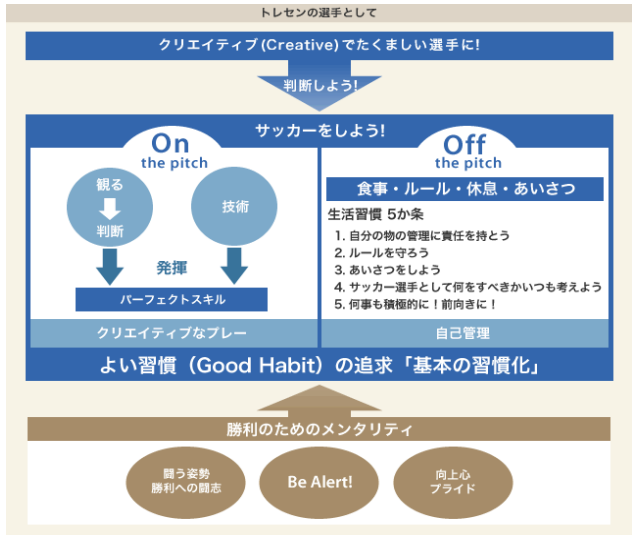 トレセンの選手として
クリエイティブ(Creative)でたくましい選手に!
判断しよう!
サッカーをしよう!
On
the pitch
観る
判断
技術
発揮
パーフェクトスキル
クリエイティブなプレー
Off
the pitch
食事・ルール・休息・あいさつ
生活習慣 5か条
1. 自分の物の管理に責任を持とう
2. ルールを守ろう
3. あいさつをしよう
4. サッカー選手として何をすべきかいつも考えよう
5. 何事も積極的に!前向きに!
自己管理
よい習慣(Good Habit)の追求「基本の習慣化」
勝利のためのメンタリティ
闘う姿勢
勝利への闘志
Be Alert!
向上心
プライド